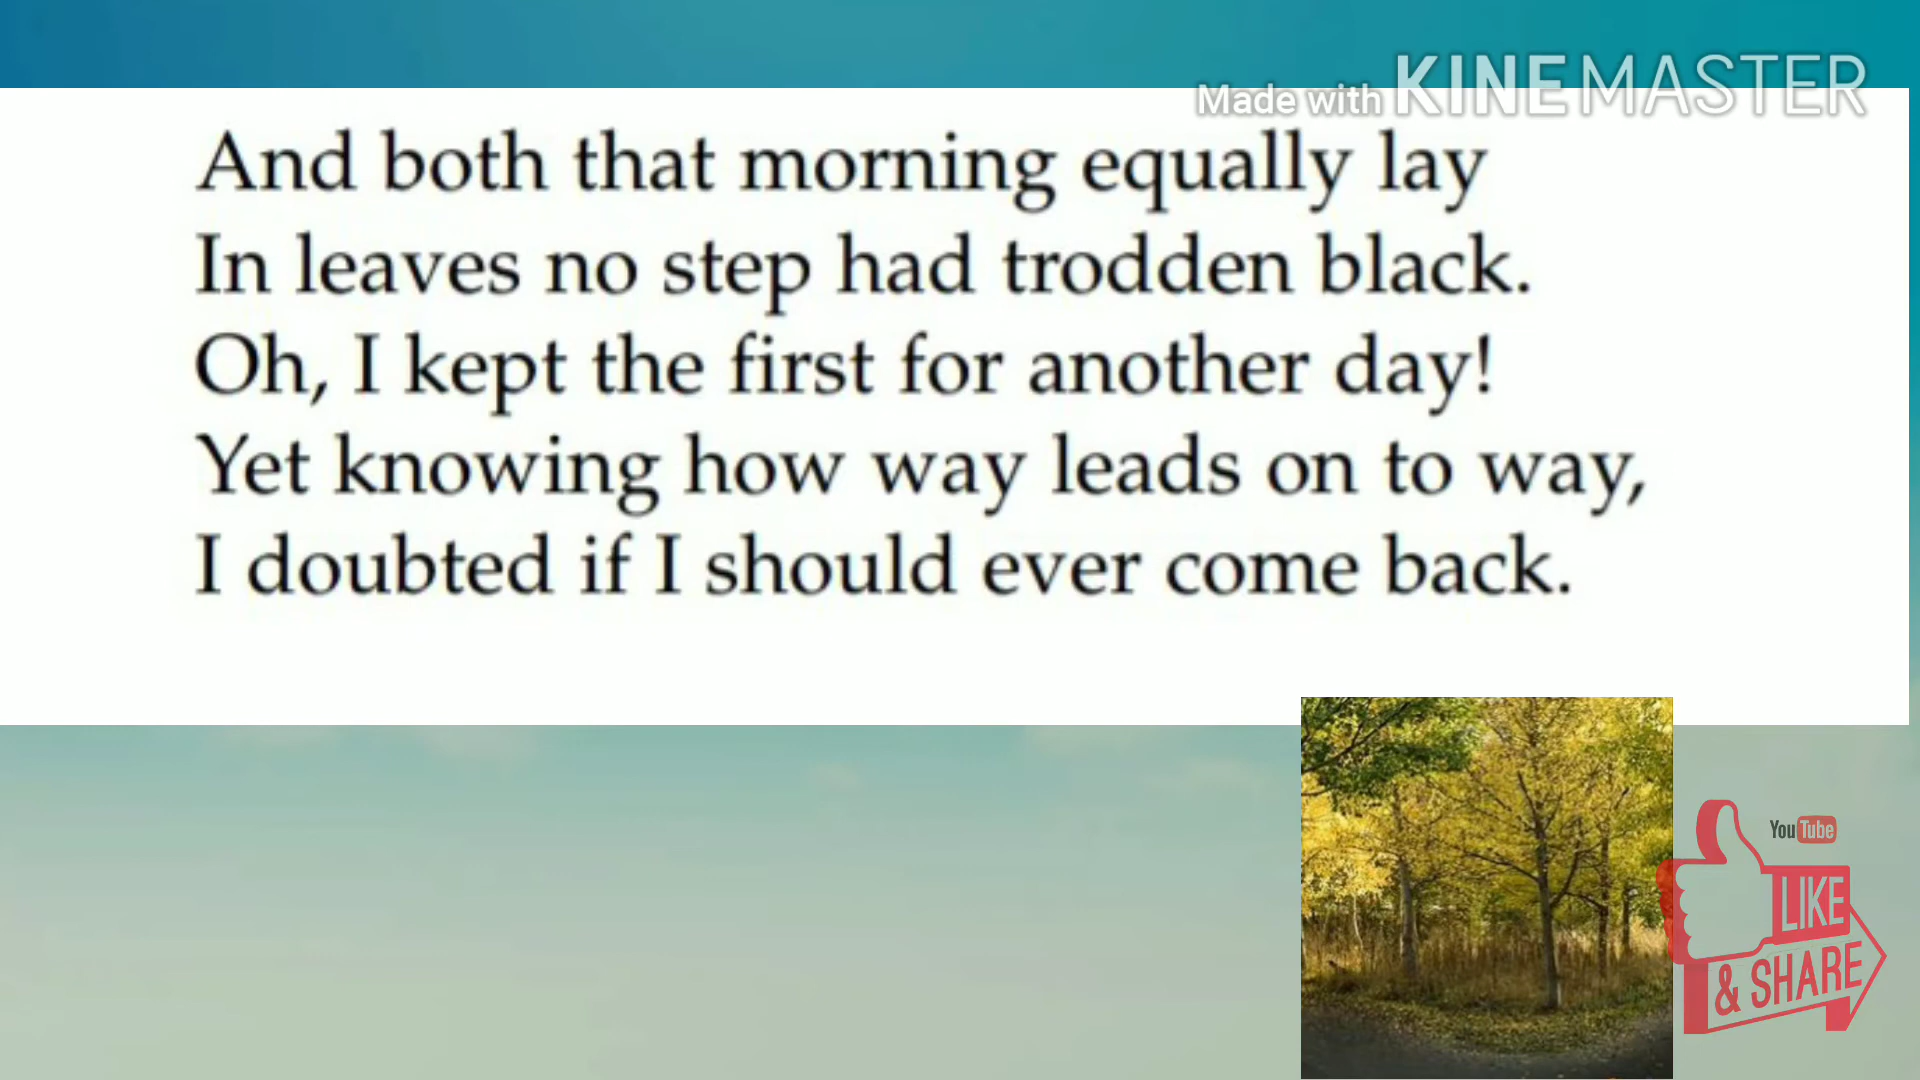 Made with KINEMASTER
And both that morning equally lay
In leaves no step had trodden black.
Oh, I kept the first for another day!
Yet knowing how way leads on to way,
I doubted if I should ever come back.
YouTube
LIKE
& SHARE